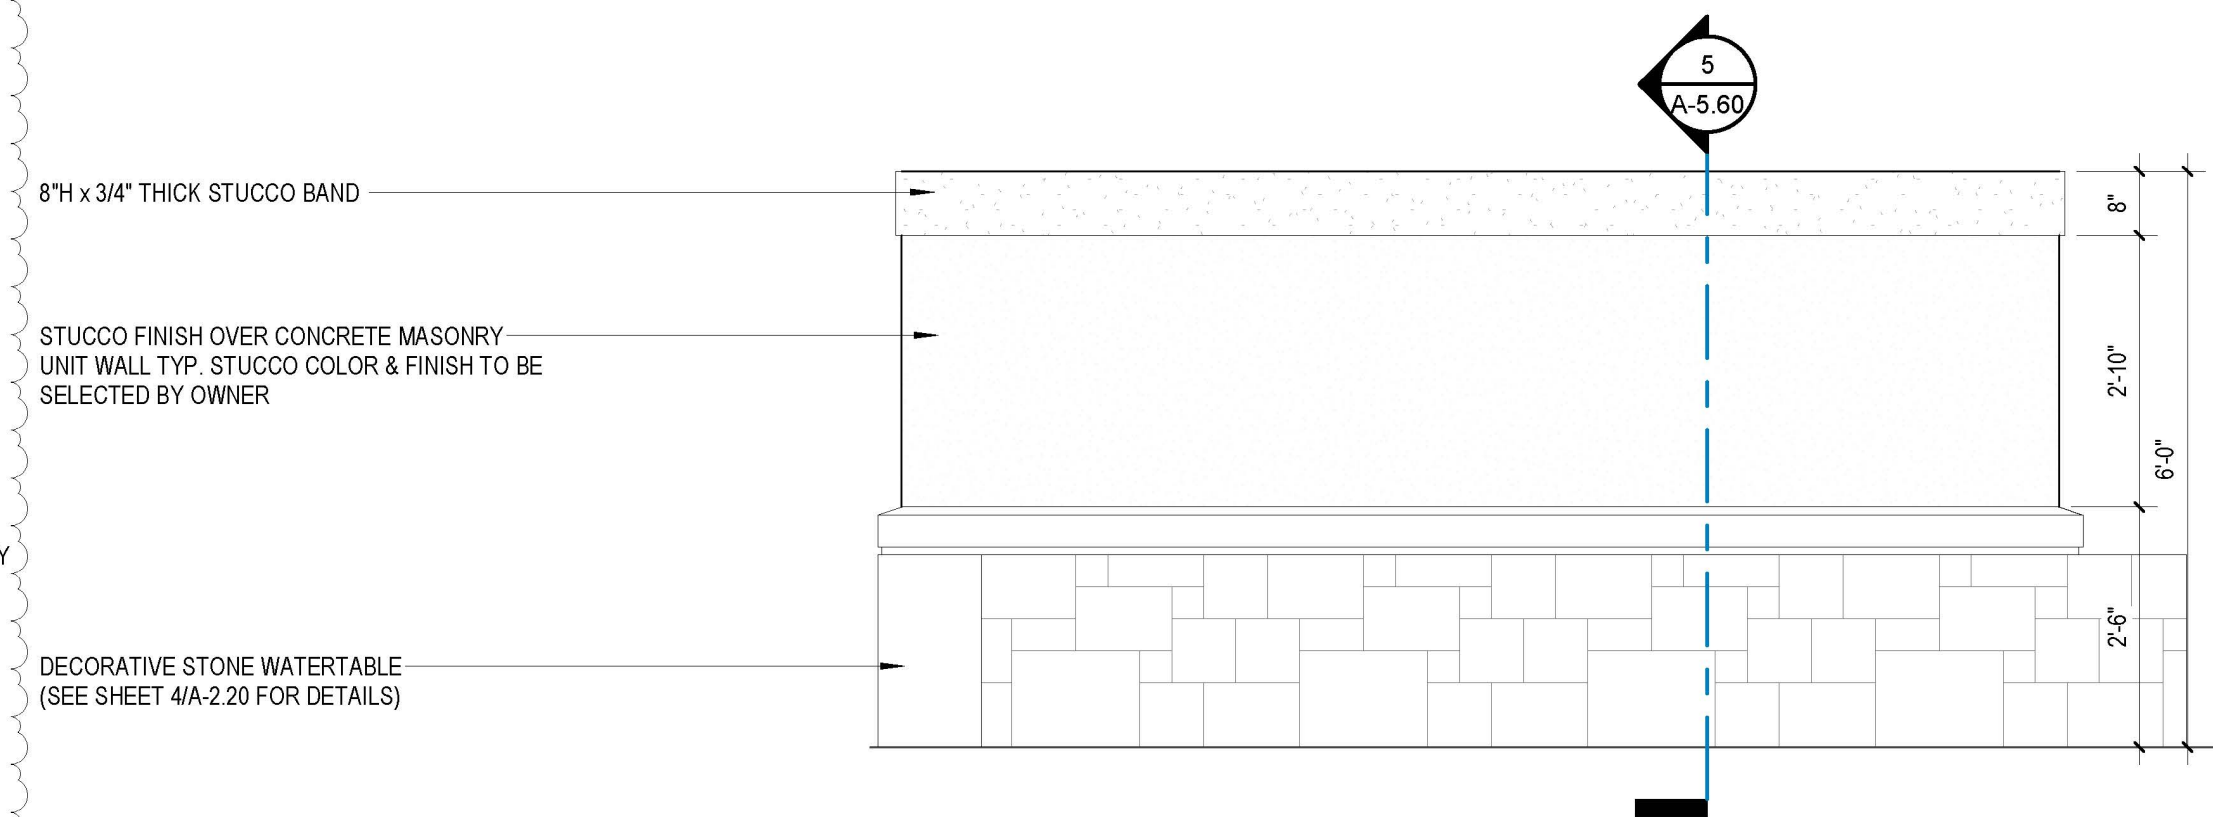 5
A-5.60
8"H x 3/4" THICK STUCCO BAND
8"
STUCCO FINISH OVER CONCRETE MASONRY
UNIT WALL TYP. STUCCO COLOR & FINISH TO BE
SELECTED BY OWNER
2'-10"
6'-0"
Y
DECORATIVE STONE WATERTABLE
(SEE SHEET 4/A-2.20 FOR DETAILS)
2'-6"